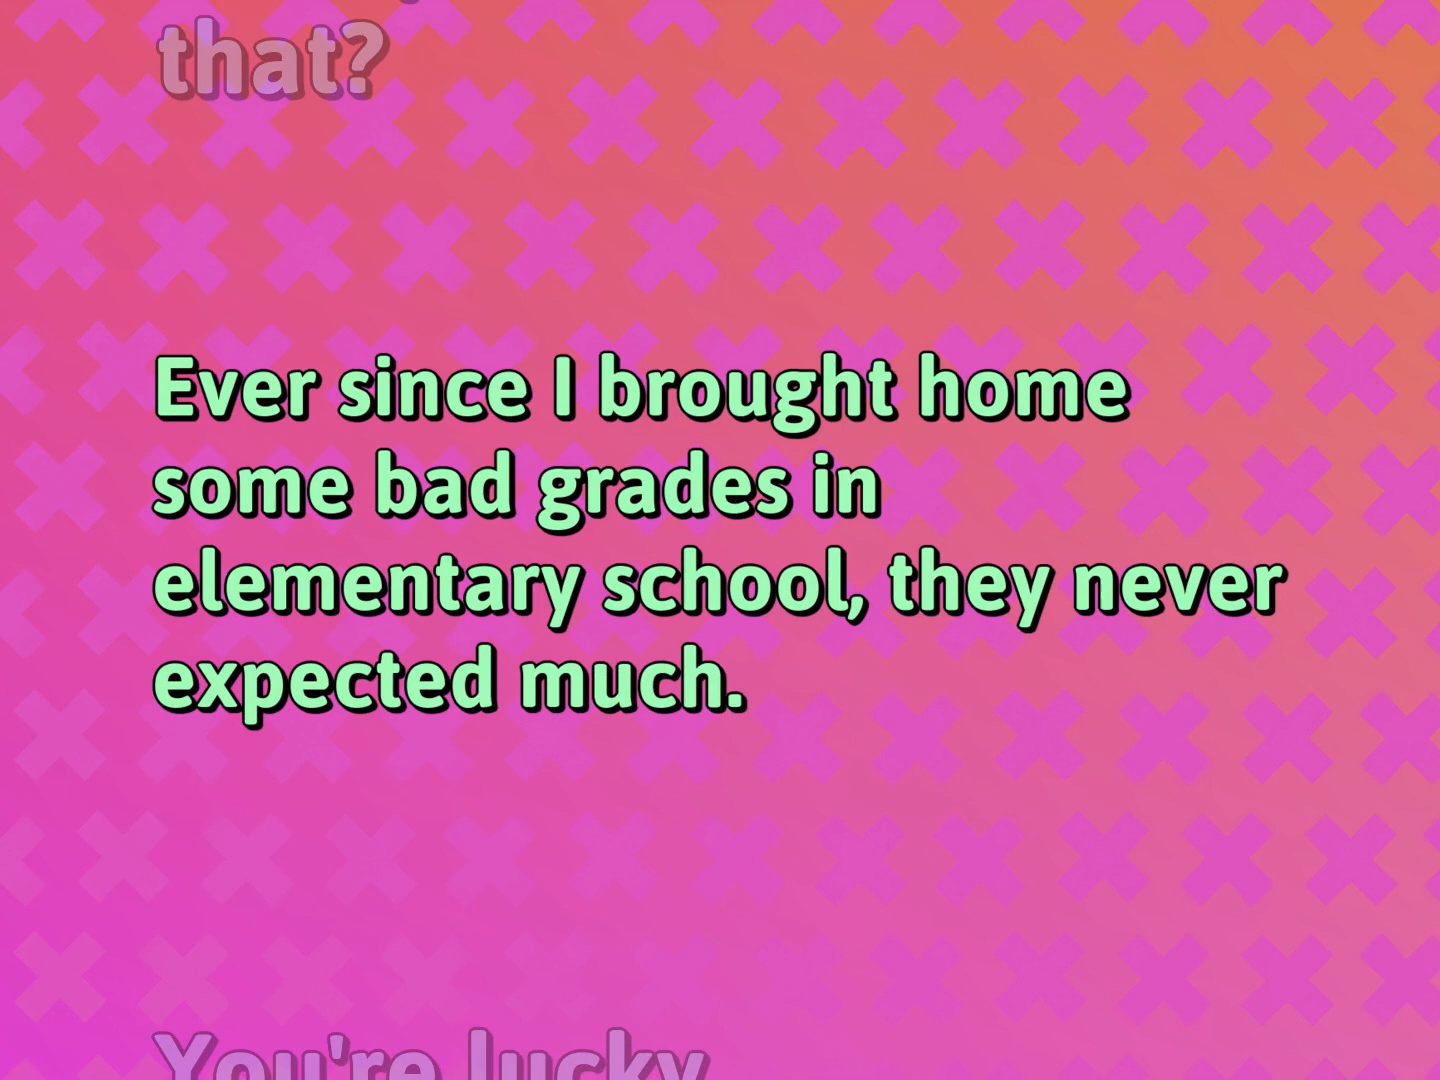 that?
Ever since I brought home
some bad grades in
elementary school, they never
expected much.
You're lucky